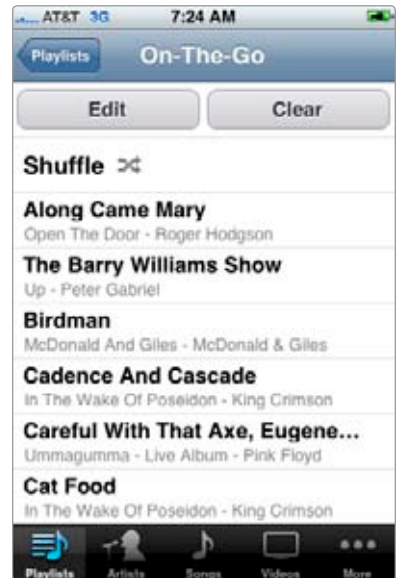 AT&T 3G 7:24 AM
Playlists On-The-Go
Edit Clear
Shuffle
Along Came Mary
Open The Door - Roger Hodgson
The Barry Williams Show
Up - Peter Gabriel
Birdman
McDonald And Giles - McDonald & Giles
Cadence And Cascade
In The Wake Of Poseidon - King Crimson
Careful With That Axe, Eugene...
Ummagumma - Live Album - Pink Floyd
Cat Food
In The Wake Of Poseidon - King Crimson
Playlists Artists Songs Videos More